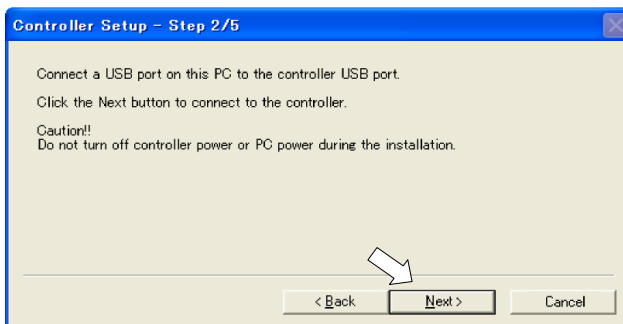 Controller Setup - Step 2/5
Connect a USB port on this PC to the controller USB port.
Click the Next button to connect to the controller.
Caution!!
Do not turn off controller power or PC power during the installation.
< Back
Next >
Cancel